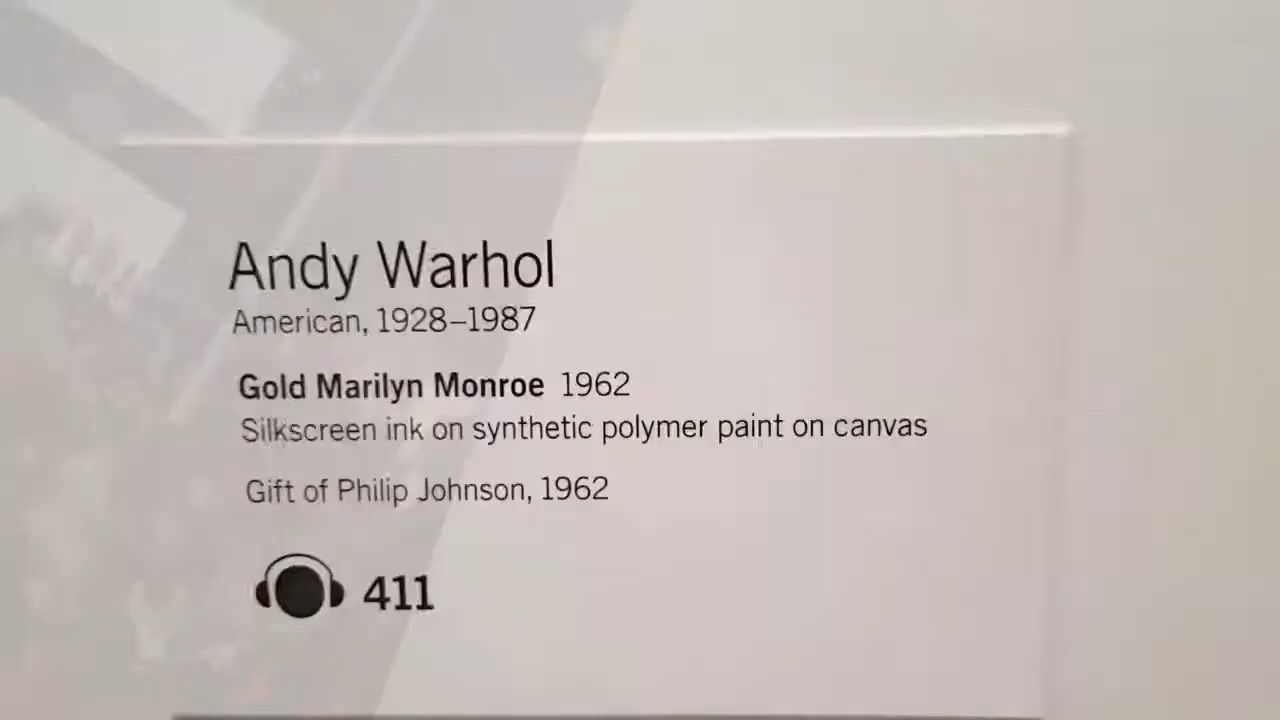 Andy Warhol
American, 1928–1987
Gold Marilyn Monroe 1962
Silkscreen ink on synthetic polymer paint on canvas
Gift of Philip Johnson, 1962
411